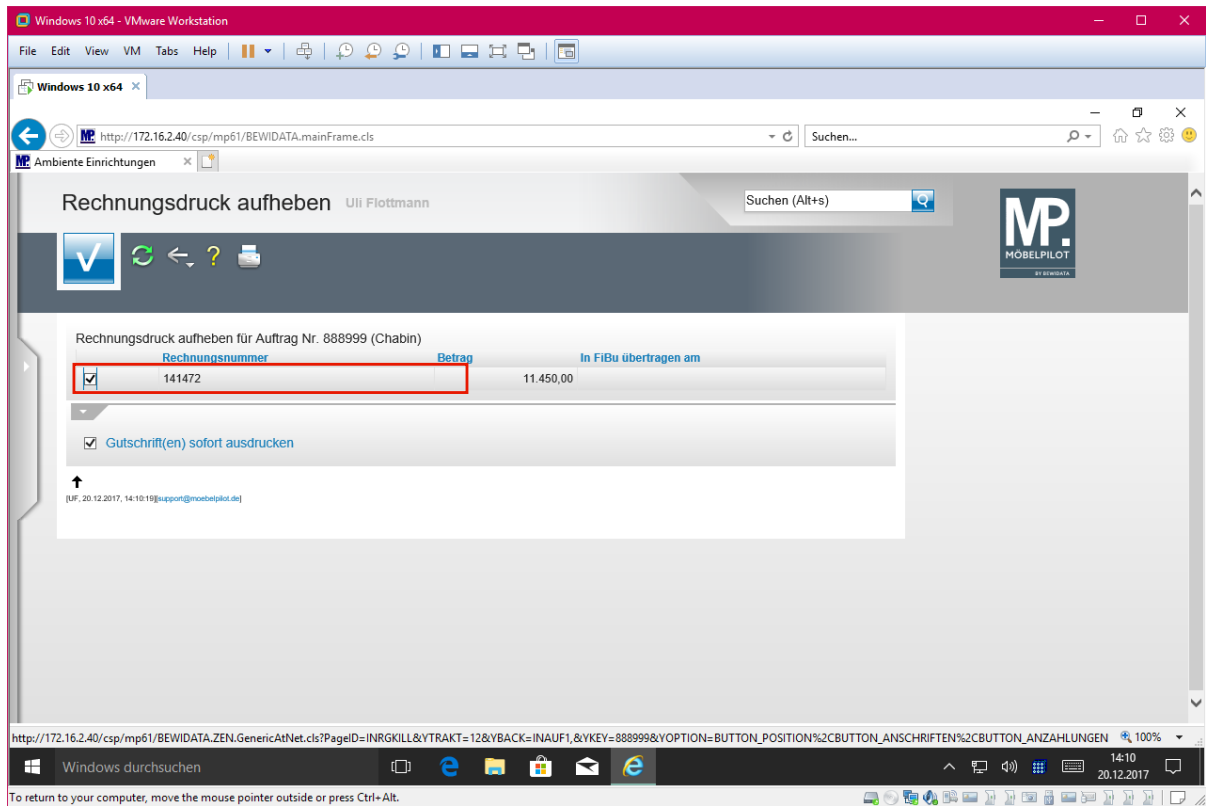 Windows 10 x64 - VMware Workstation
File Edit View VM Tabs Help
Windows 10 x64
http://172.16.2.40/csp/mp61/BEWIDATA.mainFrame.cls
Suchen...
MP. Ambiente Einrichtungen
Rechnungsdruck aufheben Uli Flottmann
Suchen (Alt+s)
MP.
MÖBELPILOT
BY BEWIDATA
?
Rechnungsdruck aufheben für Auftrag Nr. 888999 (Chabin)
Rechnungsnummer Betrag In FiBu übertragen am
141472 11.450,00
Gutschrift(en) sofort ausdrucken
[UF, 20.12.2017, 14:10:19][support@moebelpilot.de]
http://172.16.2.40/csp/mp61/BEWIDATA.ZEN.GenericAtNet.cls?PageID=INRGKILL&YTRAKT=12&YBACK=INAUF1,&YKEY=888999&YOPTION=BUTTON_POSITION%2CBUTTON_ANSCHRIFTEN%2CBUTTON_ANZAHLUNGEN 100%
Windows durchsuchen
14:10
20.12.2017
To return to your computer, move the mouse pointer outside or press Ctrl+Alt.